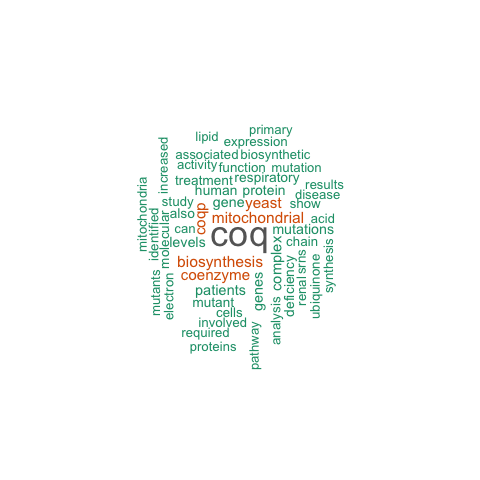 primary
lipid
expression
associated
biosynthetic
activity
function
mutation
increased
treatment
respiratory
results
human
protein
disease
mitochondria
study
gene
yeast
show
also
coqp
mitochondrial
acid
identified
molecular
can
coq
mutations
levels
complex
chain
biosynthesis
srns
synthesis
coenzyme
deficiency
renal
ubiquinone
mutants
electron
patients
genes
mutant
cells
analysis
involved
required
pathway
proteins